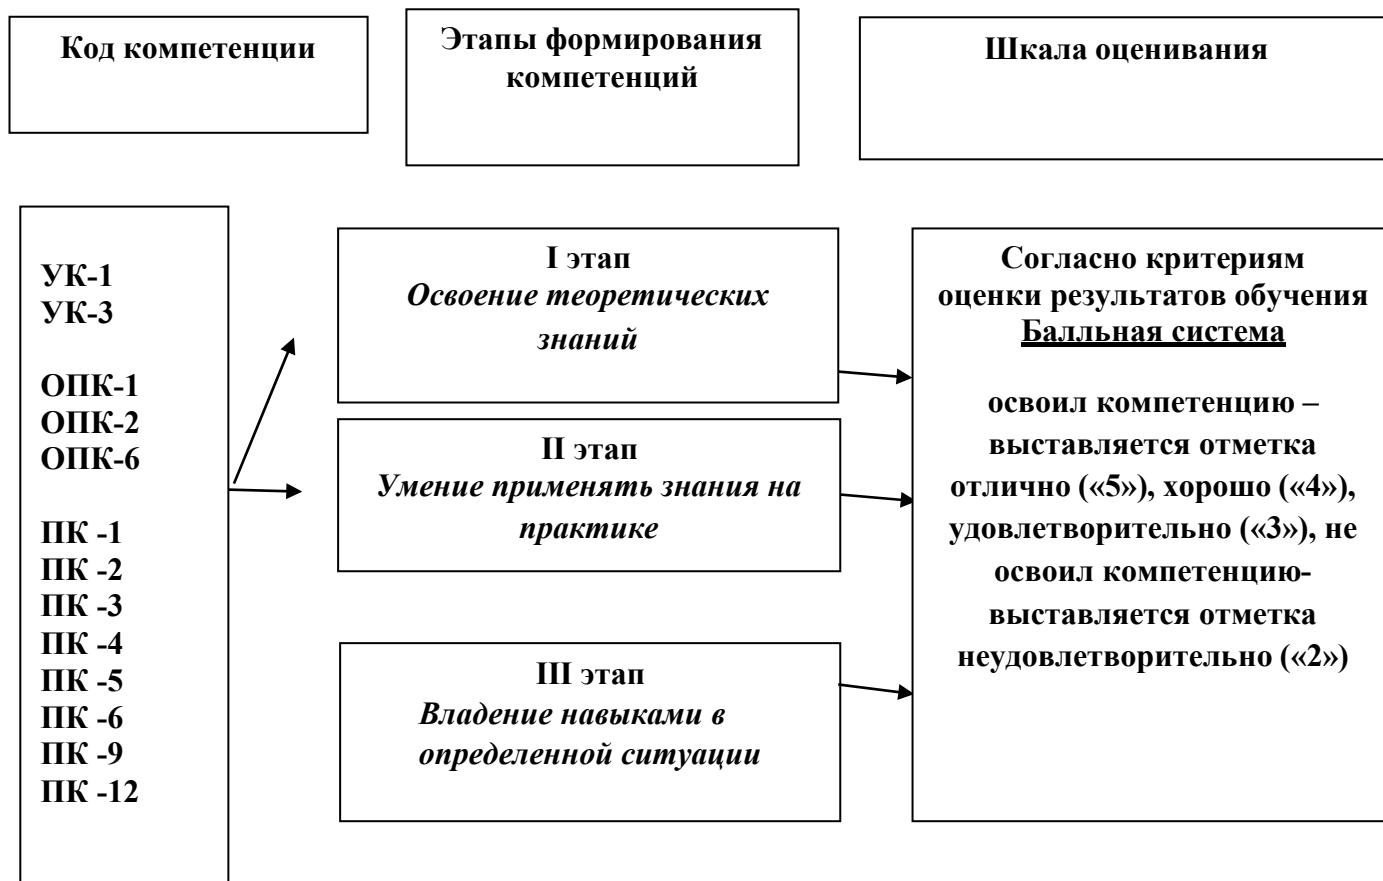 Код компетенции
Этапы формирования
компетенций
Шкала оценивания
УК-1
УК-3
ОПК-1
ОПК-2
ОПК-6
ПК -1
ПК -2
ПК -3
ПК -4
ПК -5
ПК -6
ПК -9
ПК -12
I этап
Освоение теоретических
знаний
II этап
Умение применять знания на
практике
III этап
Владение навыками в
определенной ситуации
Согласно критериям
оценки результатов обучения
Балльная система
освоил компетенцию –
выставляется отметка
отлично («5»), хорошо («4»),
удовлетворительно («3»), не
освоил компетенцию-
выставляется отметка
неудовлетворительно («2»)